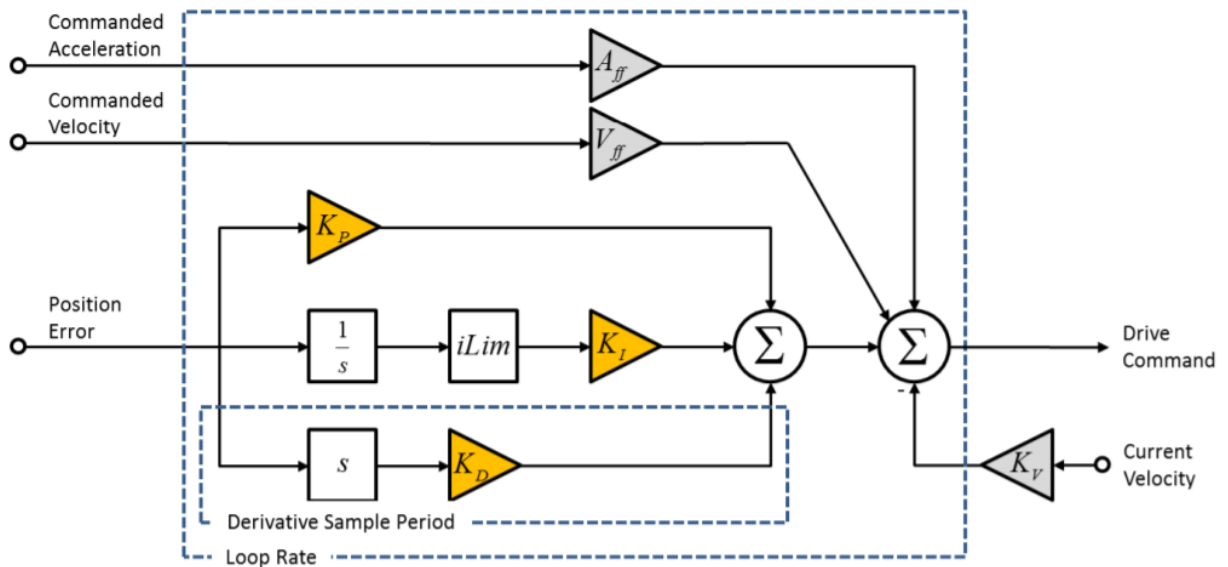 Commanded
Acceleration
A_ff
Commanded
Velocity
V_ff
K_P
Position
Error
1
s
iLim
K_I
Σ
Σ
Drive
Command
-
s
K_D
K_V
Current
Velocity
Derivative Sample Period
Loop Rate